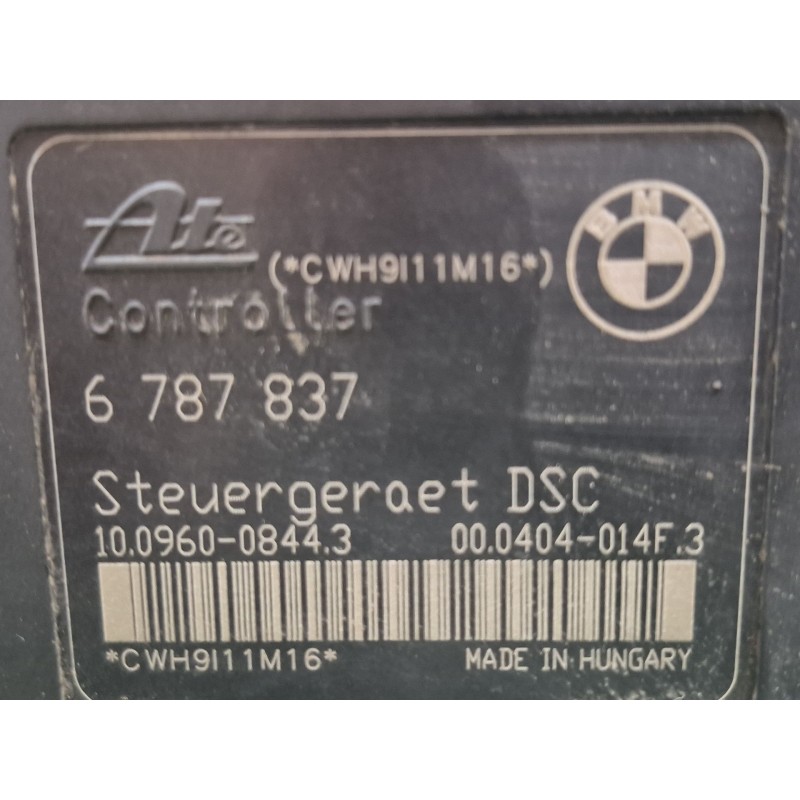 Ate
BMW
(*CWH9I11M16*)
Controller
6 787 837
Steuergeraet DSC
10.0960-0844.3 00.0404-014F.3
*CWH9I11M16* MADE IN HUNGARY